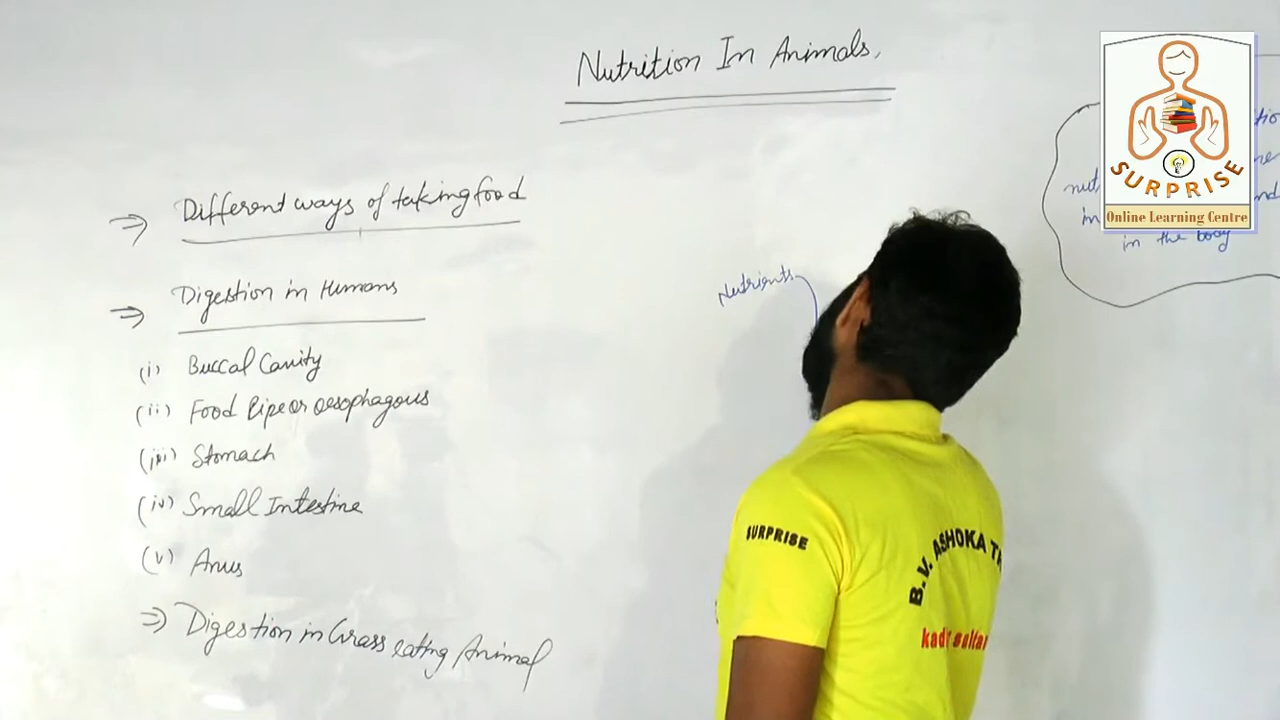 Nutrition In Animals.
⇒ Different ways of taking food
⇒ Digestion in Humans
(i) Buccal Cavity
(ii) Food Pipe or oesophagous
(iii) Stomach
(iv) Small Intestine
(v) Anus
⇒ Digestion in Grass eating Animal
Nutrients
in the body
SURPRISE
Online Learning Centre
SURPRISE
B.V. ASHOKA